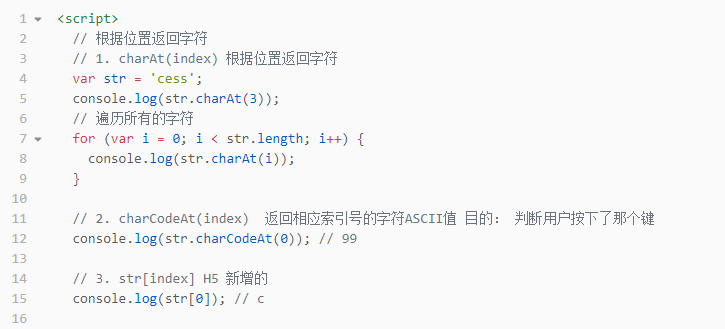 1 <script>
2 // 根据位置返回字符
3 // 1. charAt(index) 根据位置返回字符
4 var str = 'cess';
5 console.log(str.charAt(3));
6 // 遍历所有的字符
7 for (var i = 0; i < str.length; i++) {
8 console.log(str.charAt(i));
9 }
10
11 // 2. charCodeAt(index)  返回相应索引号的字符ASCII值 目的： 判断用户按下了那个键
12 console.log(str.charCodeAt(0)); // 99
13
14 // 3. str[index] H5 新增的
15 console.log(str[0]); // c
16